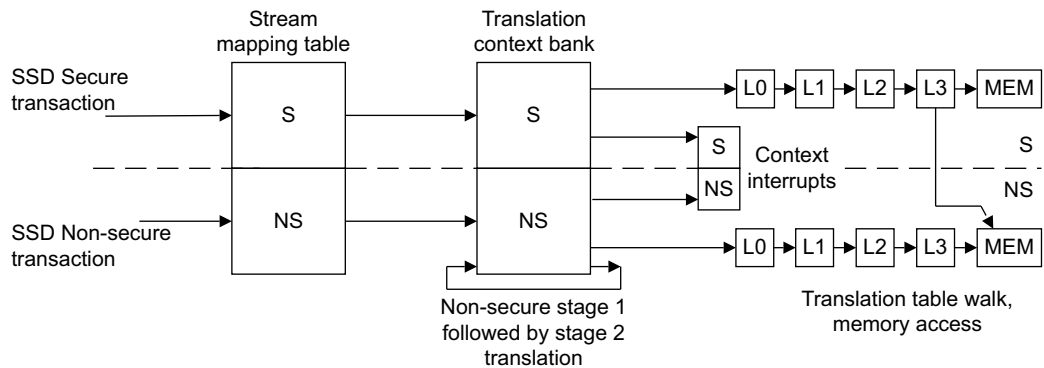 Stream
mapping table
Translation
context bank
SSD Secure
transaction
S
S
L0 L1 L2 L3 MEM
S
NS
Context
interrupts
S
NS
SSD Non-secure
transaction
NS
NS
L0 L1 L2 L3 MEM
Non-secure stage 1
followed by stage 2
translation
Translation table walk,
memory access